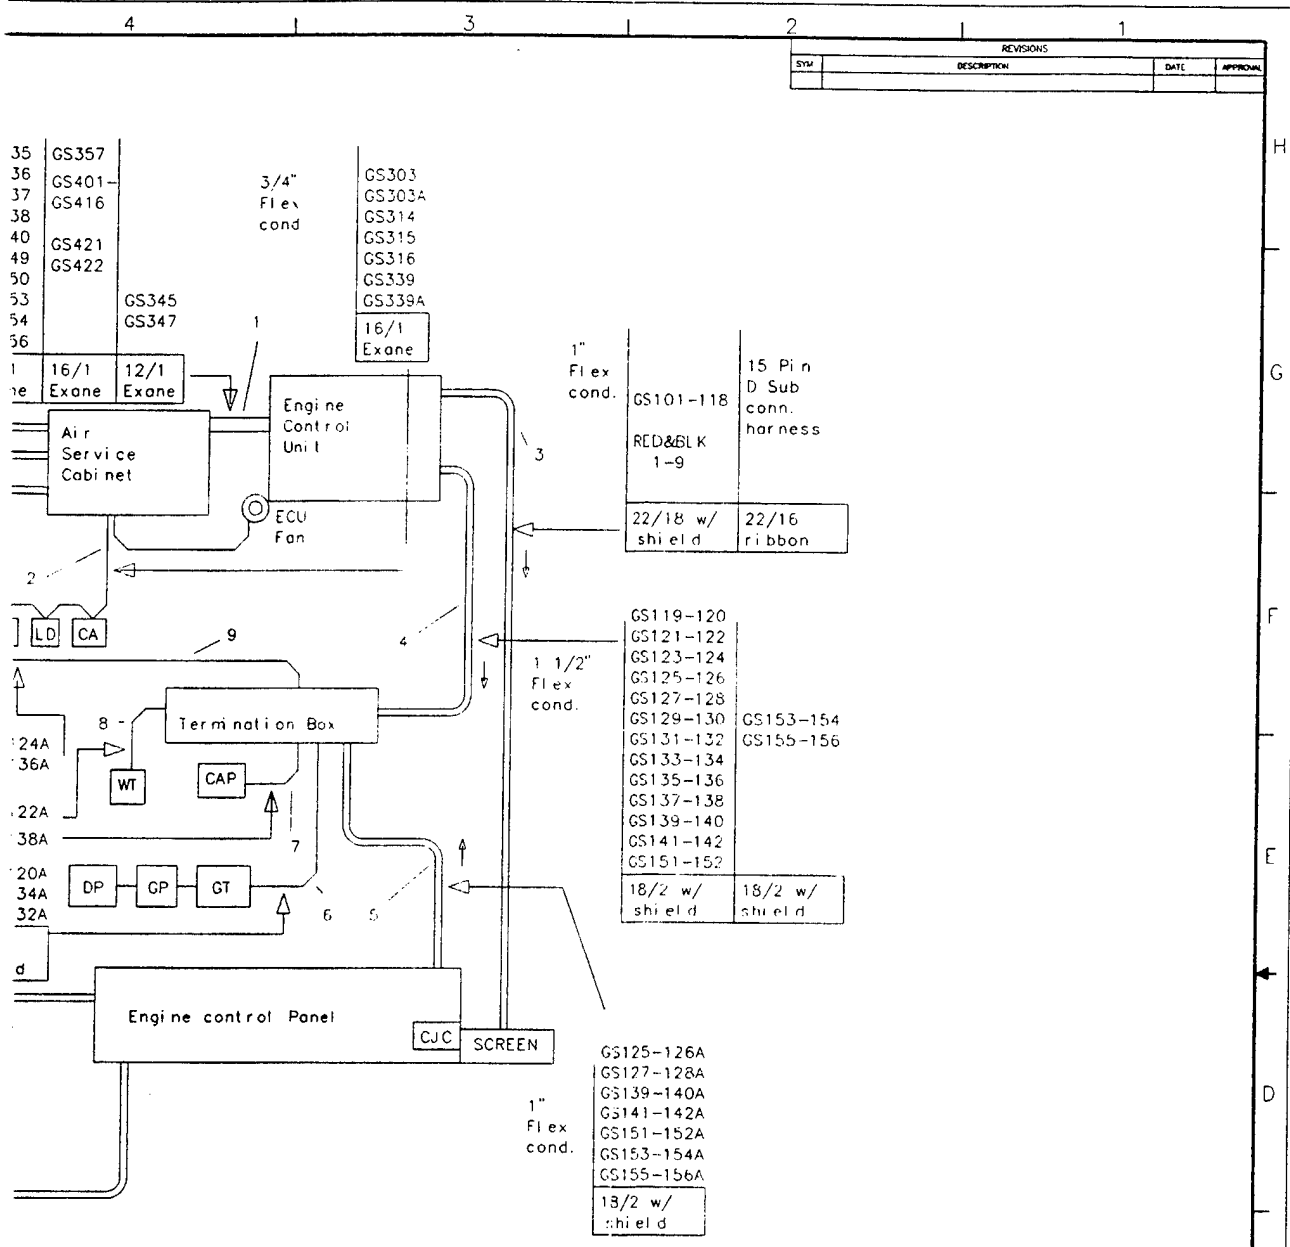 4 3 2 1
REVISIONS
SYM DESCRIPTION DATE APPROVAL
H
G
F
E
D
35
36
37
38
40
49
50
53
54
56
GS357
GS401-
GS416
GS421
GS422
GS345
GS347
16/1
Exane
12/1
Exane
3/4"
Flex
cond
1
GS303
GS303A
GS314
GS315
GS316
GS339
GS339A
16/1
Exane
Air
Service
Cabinet
Engine
Control
Unit
ECU
Fan
2
LD
CA
3
1"
Flex
cond.
GS101-118
RED&BLK
1-9
22/18 w/
shield
15 Pin
D Sub
conn.
harness
22/16
ribbon
9
4
1 1/2"
Flex
cond.
GS119-120
GS121-122
GS123-124
GS125-126
GS127-128
GS129-130
GS131-132
GS133-134
GS135-136
GS137-138
GS139-140
GS141-142
GS151-152
18/2 w/
shield
GS153-154
GS155-156
18/2 w/
shield
8
Termination Box
24A
36A
22A
38A
20A
34A
32A
d
WT
CAP
7
DP
GP
GT
6
5
Engine control Panel
CJC
SCREEN
1"
Flex
cond.
GS125-126A
GS127-128A
GS139-140A
GS141-142A
GS151-152A
GS153-154A
GS155-156A
18/2 w/
shield